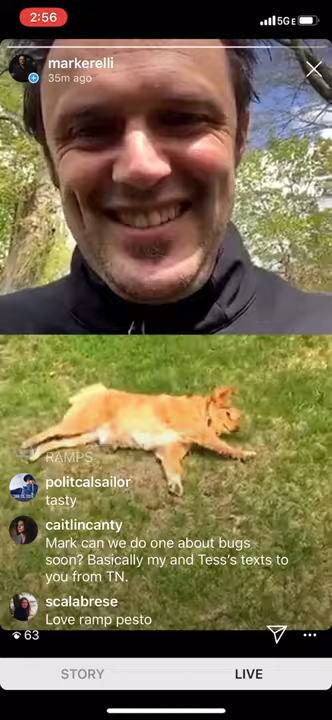 2:56
5G E
markerelli
35m ago
RAMPS
politcalsailor
tasty
caitlincanty
Mark can we do one about bugs
soon? Basically my and Tess's texts to
you from TN.
scalabrese
Love ramp pesto
63
STORY LIVE